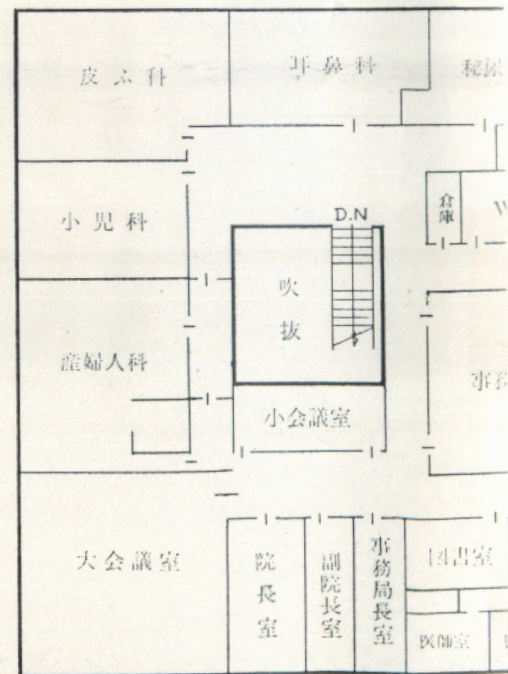 皮ふ科
耳鼻科
倉庫
小児科
D.N
吹抜
産婦人科
小会議室
大会議室
院長室
副院長室
事務局長室
図書室
医師室